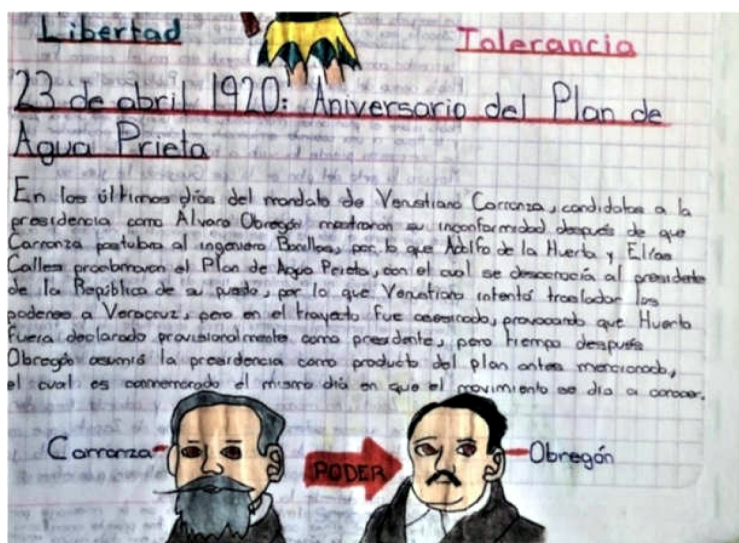 Libertad
Tolerancia
23 de abril 1920: Aniversario del Plan de
Agua Prieta
En los últimos días del mandato de Venustiano Carranza, candidatos a la
presidencia como Álvaro Obregón mostraron su inconformidad después de que
Carranza postulara al ingeniero Bonillas, por lo que Adolfo de la Huerta y Elías
Calles proclamaron el Plan de Agua Prieta, con el cual se desconocía al presidente
de la República de su puesto, por lo que Venustiano intentó trasladar los
poderes a Veracruz, pero en el trayecto fue asesinado, provocando que Huerta
fuera declarado provisionalmente como presidente, pero tiempo después
Obregón asumió la presidencia como producto del plan antes mencionado,
el cual es conmemorado el mismo día en que el movimiento se dio a conocer.
Carranza
PODER
Obregón